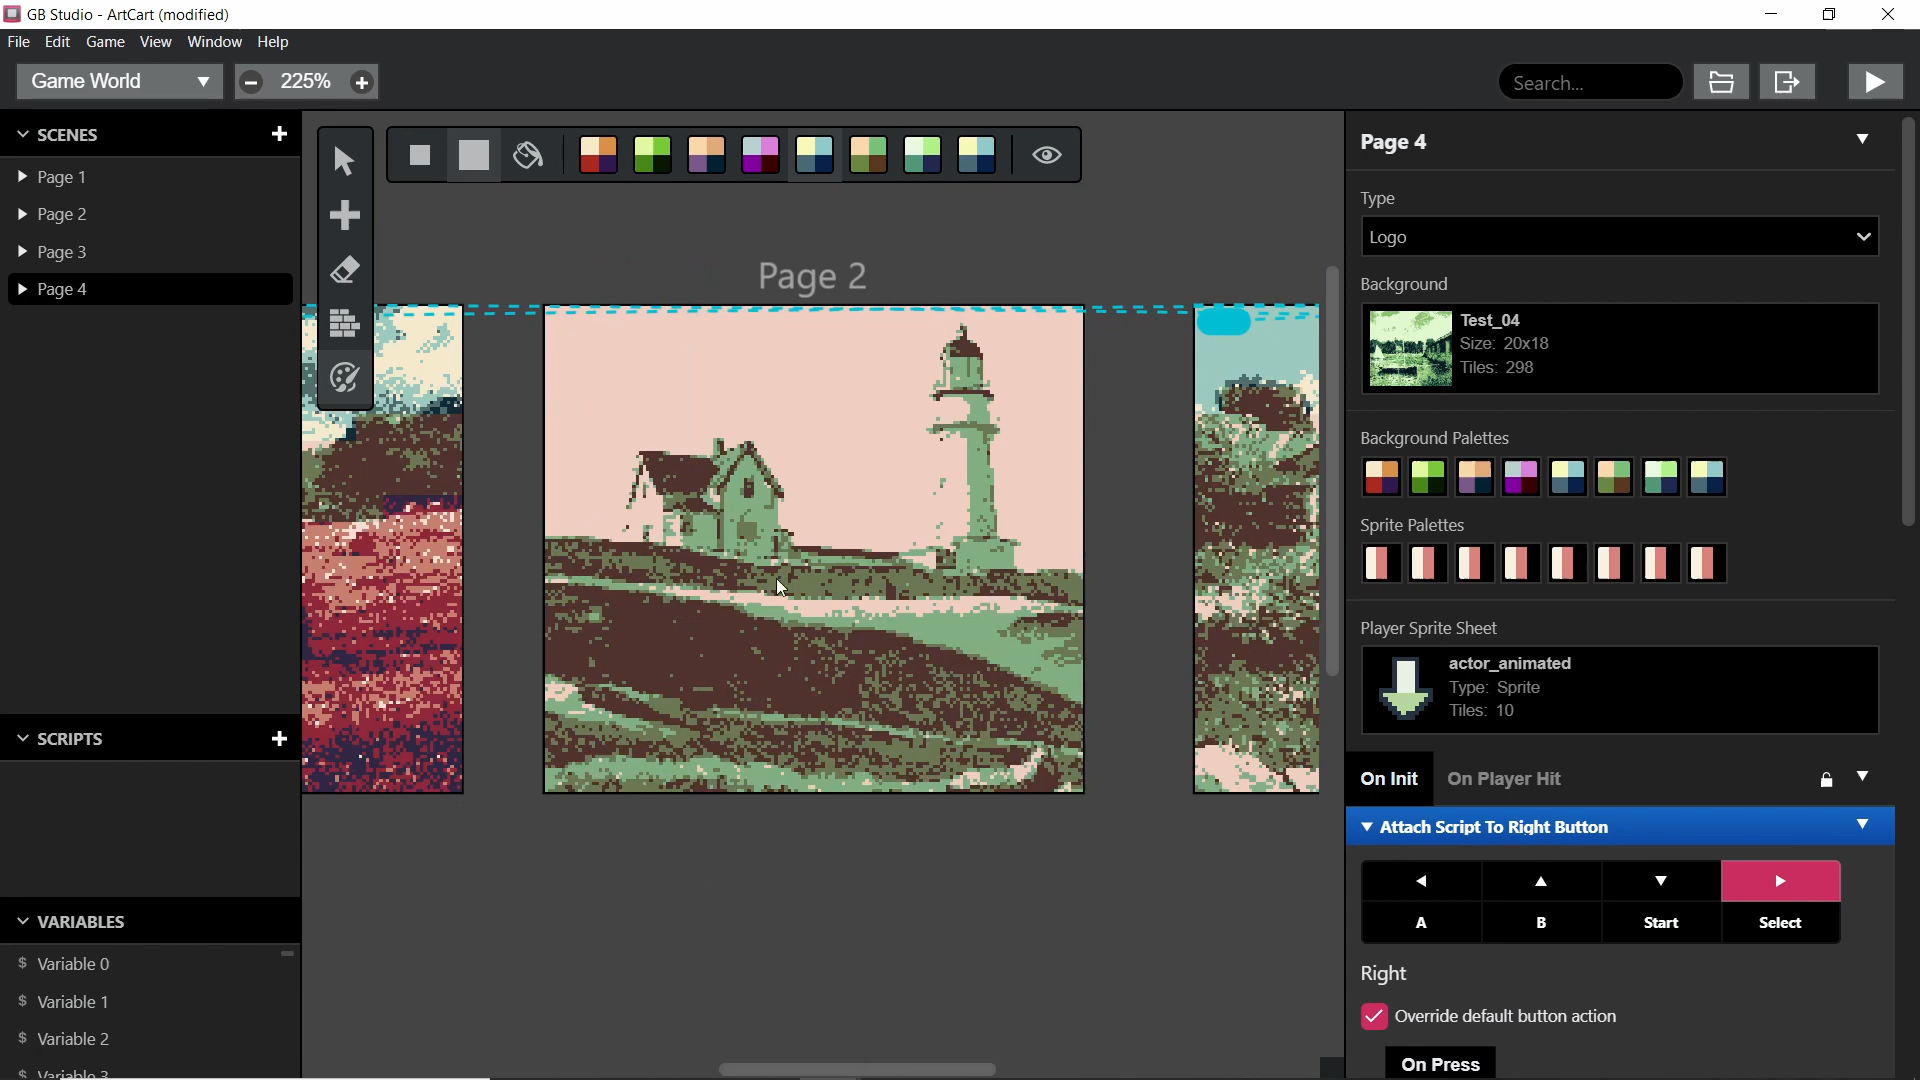 GB Studio - ArtCart (modified)
File Edit Game View Window Help
Game World
225%
Search...
SCENES
Page 1
Page 2
Page 3
Page 4
SCRIPTS
VARIABLES
$ Variable 0
$ Variable 1
$ Variable 2
$ Variable 3
Page 2
Page 4
Type
Logo
Background
Test_04
Size: 20x18
Tiles: 298
Background Palettes
Sprite Palettes
Player Sprite Sheet
actor_animated
Type: Sprite
Tiles: 10
On Init On Player Hit
Attach Script To Right Button
A B Start Select
Right
Override default button action
On Press